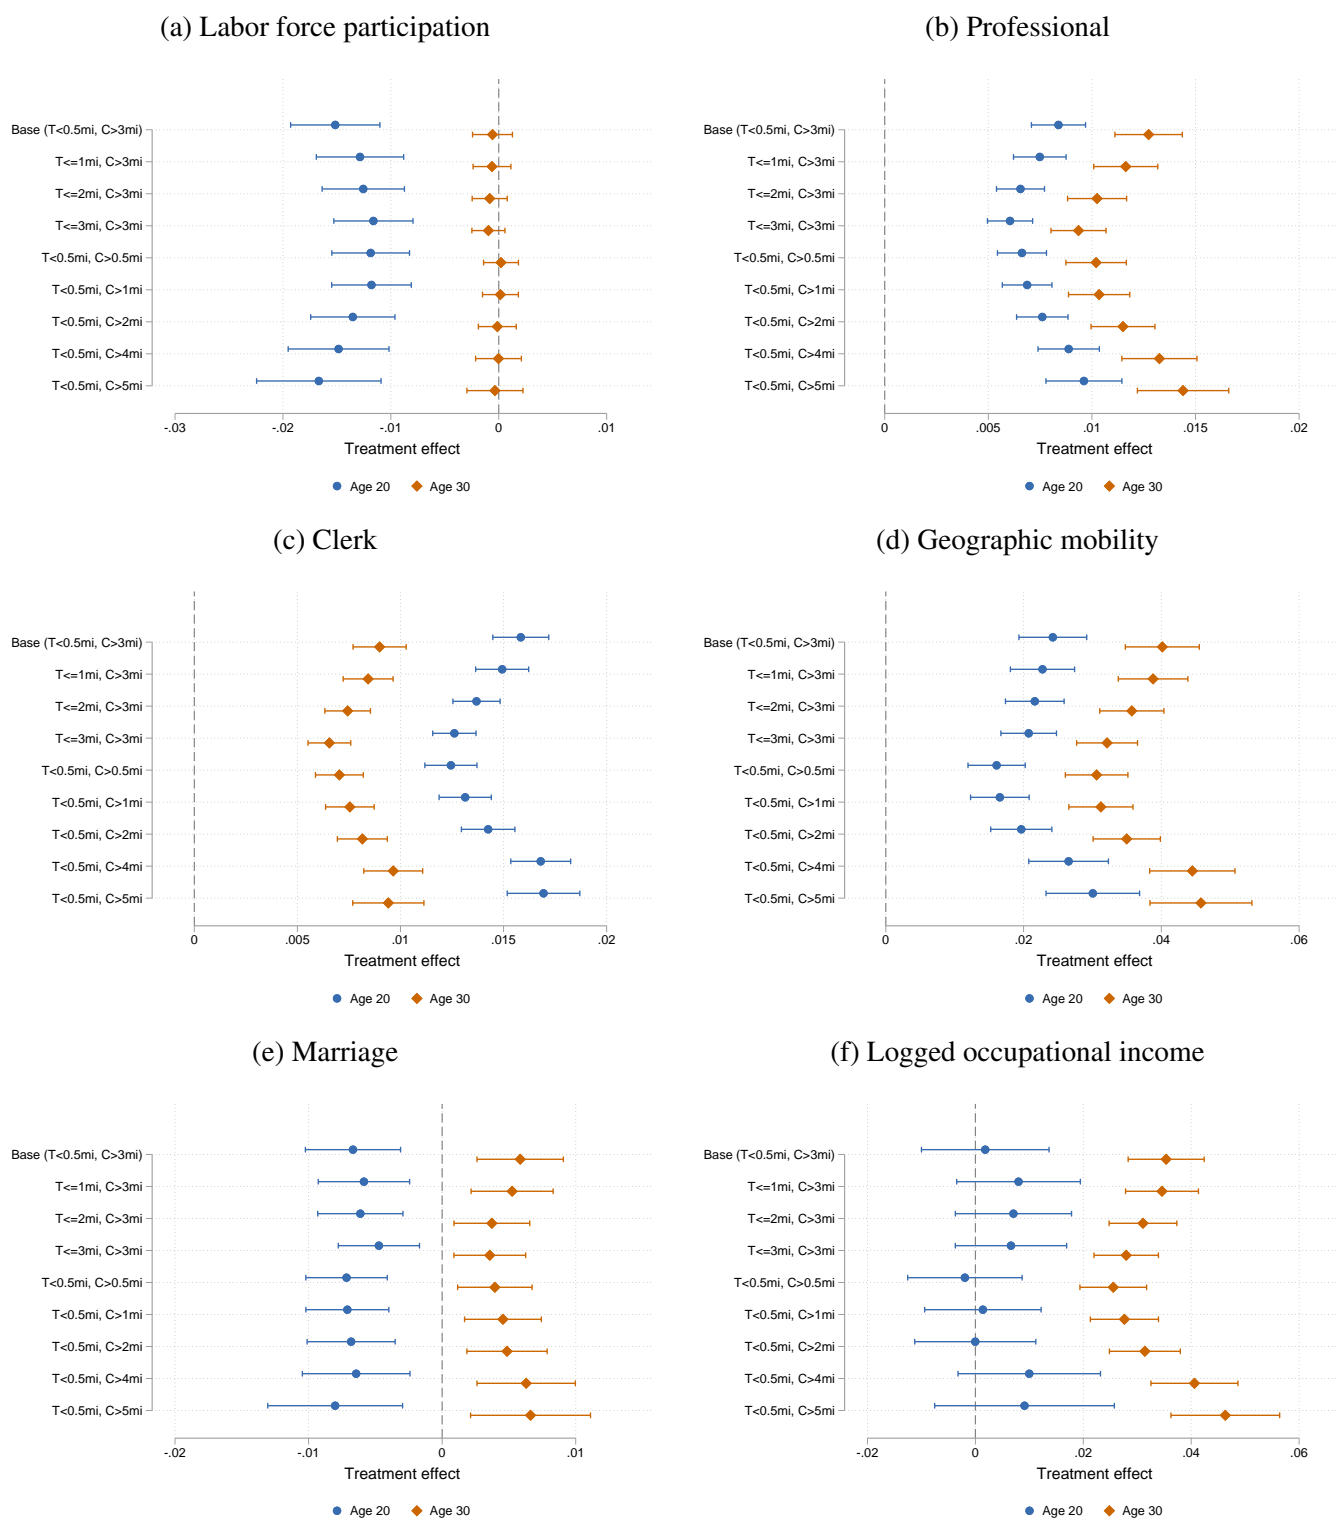 (a) Labor force participation
Base (T<0.5mi, C>3mi)
T<=1mi, C>3mi
T<=2mi, C>3mi
T<=3mi, C>3mi
T<0.5mi, C>0.5mi
T<0.5mi, C>1mi
T<0.5mi, C>2mi
T<0.5mi, C>4mi
T<0.5mi, C>5mi
-.03 -.02 -.01 0 .01
Treatment effect
Age 20 Age 30
(b) Professional
Base (T<0.5mi, C>3mi)
T<=1mi, C>3mi
T<=2mi, C>3mi
T<=3mi, C>3mi
T<0.5mi, C>0.5mi
T<0.5mi, C>1mi
T<0.5mi, C>2mi
T<0.5mi, C>4mi
T<0.5mi, C>5mi
0 .005 .01 .015 .02
Treatment effect
Age 20 Age 30
(c) Clerk
Base (T<0.5mi, C>3mi)
T<=1mi, C>3mi
T<=2mi, C>3mi
T<=3mi, C>3mi
T<0.5mi, C>0.5mi
T<0.5mi, C>1mi
T<0.5mi, C>2mi
T<0.5mi, C>4mi
T<0.5mi, C>5mi
0 .005 .01 .015 .02
Treatment effect
Age 20 Age 30
(d) Geographic mobility
Base (T<0.5mi, C>3mi)
T<=1mi, C>3mi
T<=2mi, C>3mi
T<=3mi, C>3mi
T<0.5mi, C>0.5mi
T<0.5mi, C>1mi
T<0.5mi, C>2mi
T<0.5mi, C>4mi
T<0.5mi, C>5mi
0 .02 .04 .06
Treatment effect
Age 20 Age 30
(e) Marriage
Base (T<0.5mi, C>3mi)
T<=1mi, C>3mi
T<=2mi, C>3mi
T<=3mi, C>3mi
T<0.5mi, C>0.5mi
T<0.5mi, C>1mi
T<0.5mi, C>2mi
T<0.5mi, C>4mi
T<0.5mi, C>5mi
-.02 -.01 0 .01
Treatment effect
Age 20 Age 30
(f) Logged occupational income
Base (T<0.5mi, C>3mi)
T<=1mi, C>3mi
T<=2mi, C>3mi
T<=3mi, C>3mi
T<0.5mi, C>0.5mi
T<0.5mi, C>1mi
T<0.5mi, C>2mi
T<0.5mi, C>4mi
T<0.5mi, C>5mi
-.02 0 .02 .04 .06
Treatment effect
Age 20 Age 30